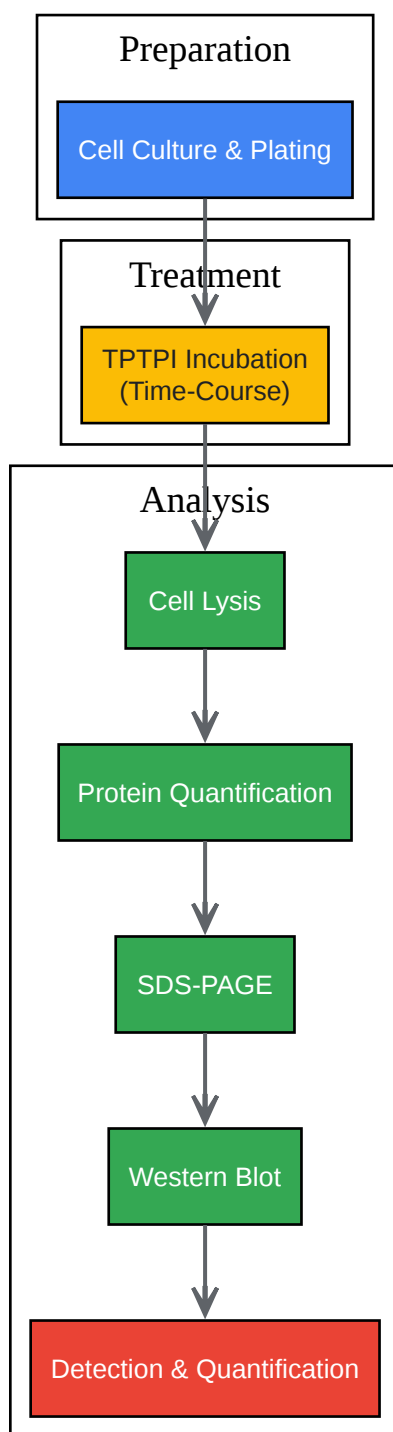 Preparation
Cell Culture & Plating
Treatment
TPTPI Incubation
(Time-Course)
Analysis
Cell Lysis
Protein Quantification
SDS-PAGE
Western Blot
Detection & Quantification